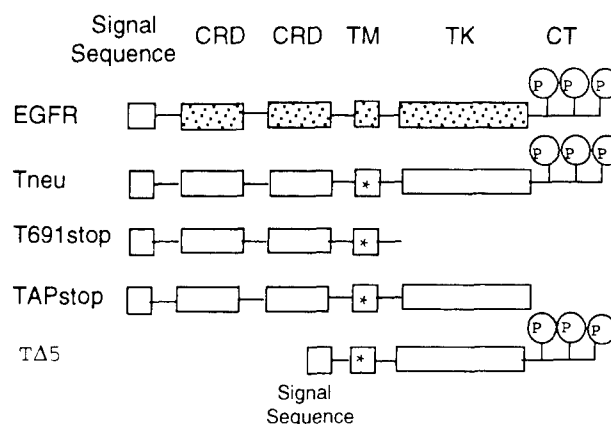 Signal
Sequence CRD CRD TM TK CT
P P P
EGFR
P P P
Tneu
*
T691stop
*
TAPstop
*
P P P
TΔ5
*
Signal
Sequence